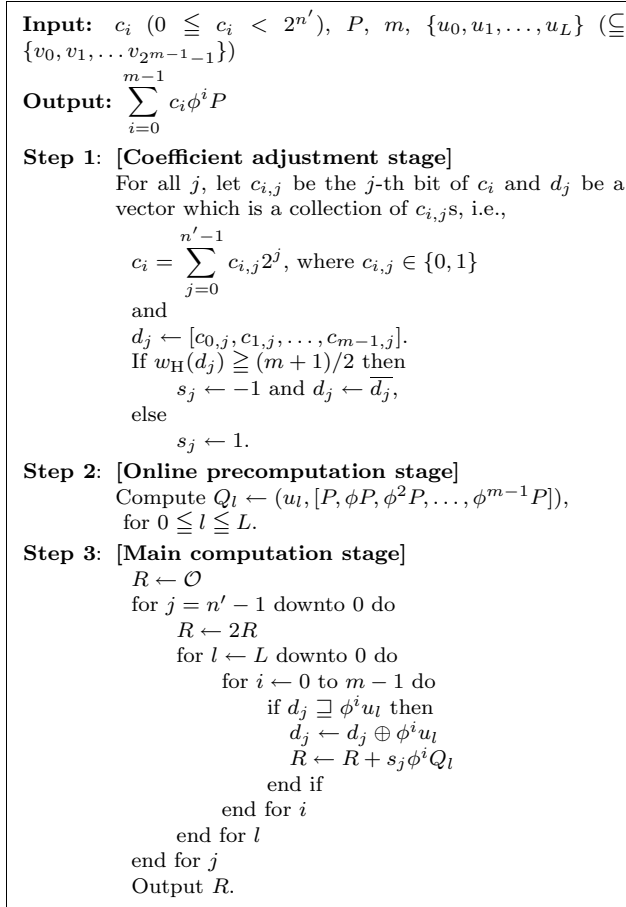 Input: c_i (0 ≦ c_i < 2^{n′}), P, m, {u_0, u_1, . . . , u_L} (⊆
{v_0, v_1, . . . v_{2^{m−1}−1}})
Output: \sum_{i=0}^{m−1} c_i ϕ^i P
Step 1: [Coefficient adjustment stage]
For all j, let c_{i,j} be the j-th bit of c_i and d_j be a
vector which is a collection of c_{i,j}s, i.e.,
c_i = \sum_{j=0}^{n′−1} c_{i,j} 2^j, where c_{i,j} ∈ {0, 1}
and
d_j ← [c_{0,j}, c_{1,j}, . . . , c_{m−1,j}].
If w_H(d_j) ≧ (m + 1)/2 then
s_j ← −1 and d_j ← \overline{d_j},
else
s_j ← 1.
Step 2: [Online precomputation stage]
Compute Q_l ← (u_l, [P, ϕP, ϕ^2P, . . . , ϕ^{m−1}P]),
for 0 ≦ l ≦ L.
Step 3: [Main computation stage]
R ← 𝒪
for j = n′ − 1 downto 0 do
R ← 2R
for l ← L downto 0 do
for i ← 0 to m − 1 do
if d_j ⊒ ϕ^i u_l then
d_j ← d_j ⊕ ϕ^i u_l
R ← R + s_j ϕ^i Q_l
end if
end for i
end for l
end for j
Output R.